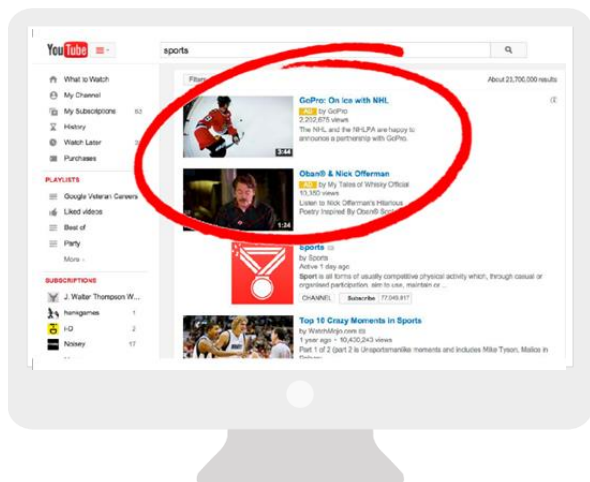 You Tube
sports
What to Watch
My Channel
My Subscriptions 63
History
Watch Later
Purchases
PLAYLISTS
Google Veteran Careers
Liked videos
Best of
Party
More
SUBSCRIPTIONS
J. Walter Thompson W...
hankgames 1
i-D 2
Noisey 17
Filters
About 23,700,000 results
GoPro: On Ice with NHL
AD by GoPro
2,202,675 views
The NHL and the NHLPA are happy to
announce a partnership with GoPro.
3:44
Oban® & Nick Offerman
AD by My Tales of Whisky Official
10,350 views
Listen to Nick Offerman's Hilarious
Poetry Inspired By Oban®
1:24
Sports
by Sports
Active 1 day ago
Sport is all forms of usually competitive physical activity which, through casual or
organised participation, aim to use, maintain or ...
CHANNEL Subscribe 77,049,817
Top 10 Crazy Moments in Sports
by WatchMojo.com
1 year ago • 10,430,243 views
Part 1 of 2 (part 2 is Unsportsmanlike moments and includes Mike Tyson, Malice in